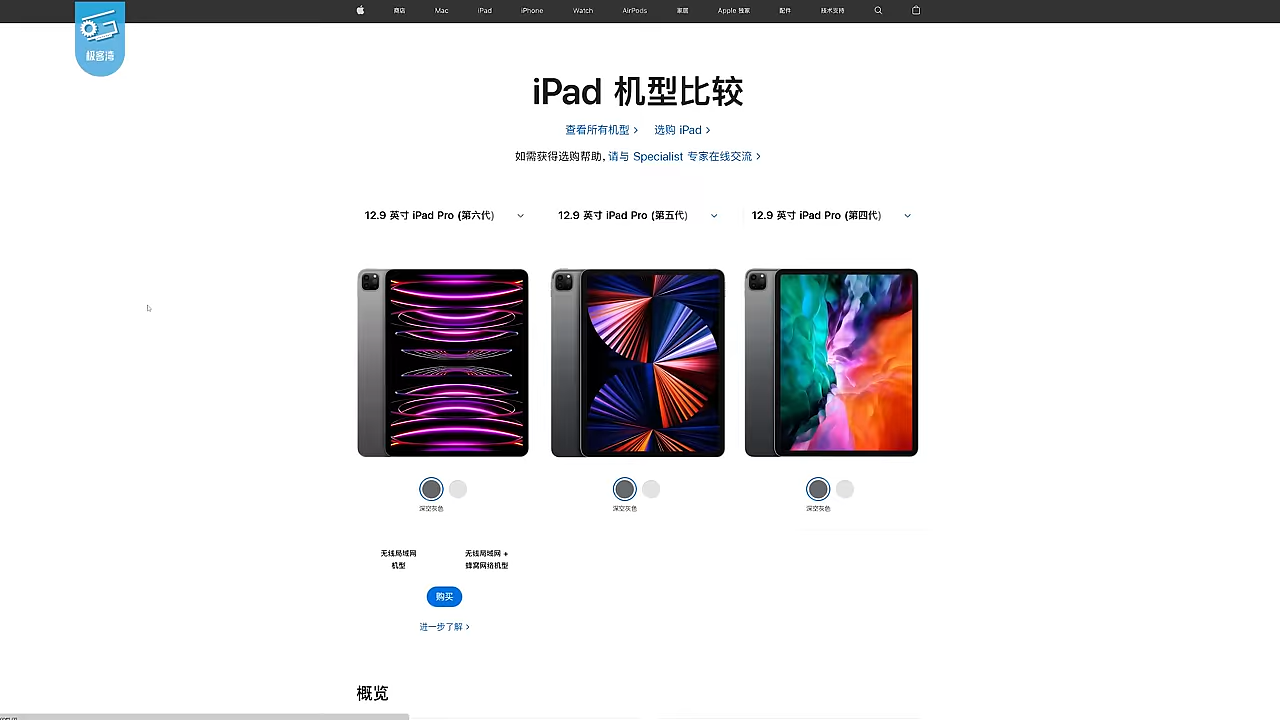 商店 Mac iPad iPhone Watch AirPods 家居 Apple 独家 配件 技术支持
极客湾
iPad 机型比较
查看所有机型 > 选购 iPad >
如需获得选购帮助, 请与 Specialist 专家在线交流 >
12.9 英寸 iPad Pro (第六代) 12.9 英寸 iPad Pro (第五代) 12.9 英寸 iPad Pro (第四代)
深空灰色 深空灰色 深空灰色
无线局域网 无线局域网 +
机型 蜂窝网络机型
购买
进一步了解 >
概览